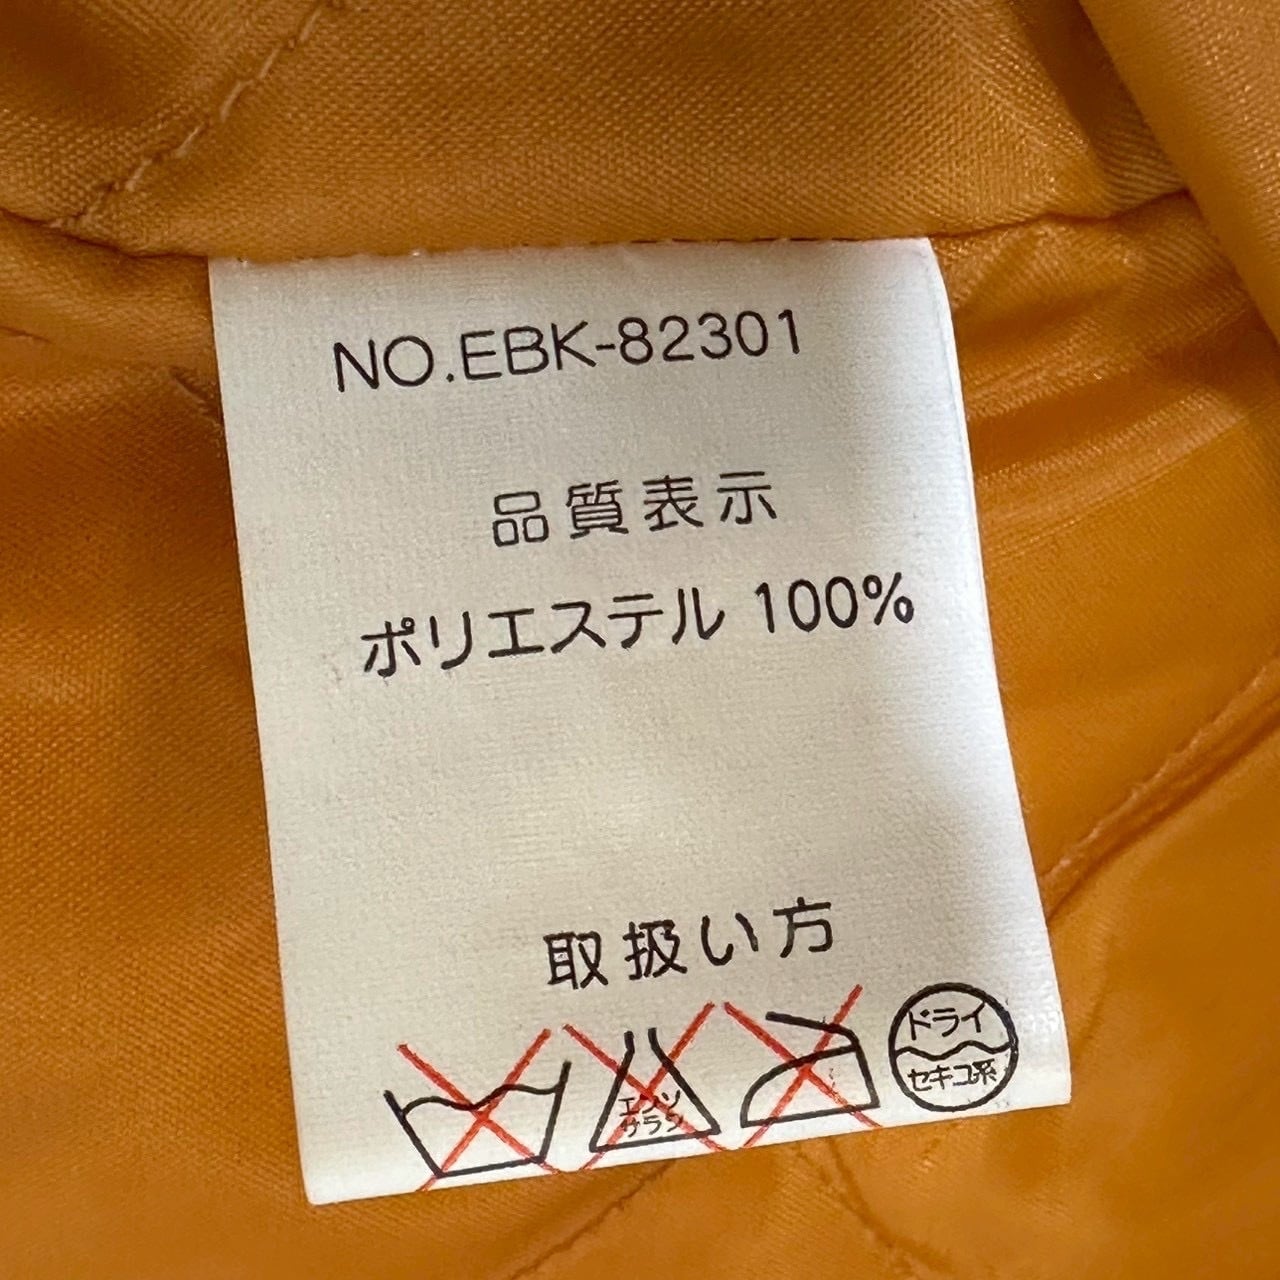 NO.EBK-82301
品質表示
ポリエステル 100%
取扱い方
エンソ
サラシ
ドライ
セキユ系